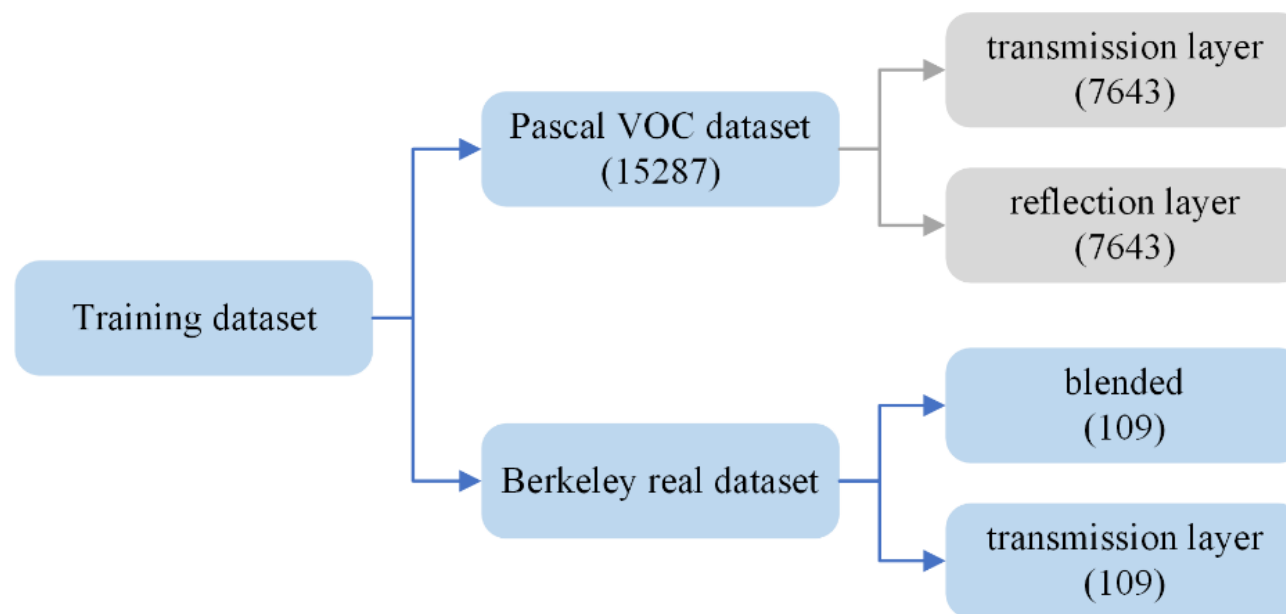 transmission layer
(7643)
Pascal VOC dataset
(15287)
reflection layer
(7643)
Training dataset
blended
(109)
Berkeley real dataset
transmission layer
(109)